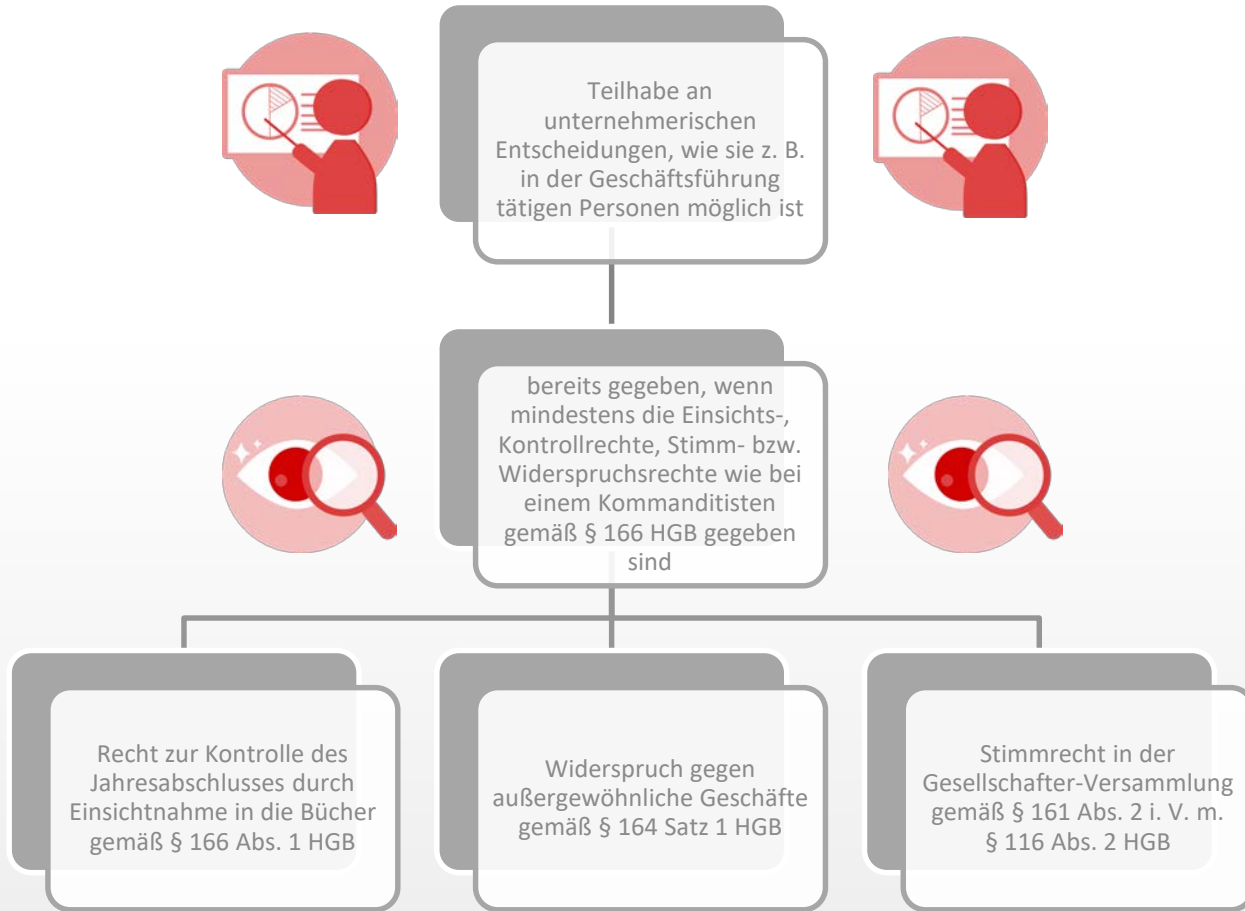 Teilhabe an
unternehmerischen
Entscheidungen, wie sie z. B.
in der Geschäftsführung
tätigen Personen möglich ist
bereits gegeben, wenn
mindestens die Einsichts-,
Kontrollrechte, Stimm- bzw.
Widerspruchsrechte wie bei
einem Kommanditisten
gemäß § 166 HGB gegeben
sind
Recht zur Kontrolle des
Jahresabschlusses durch
Einsichtnahme in die Bücher
gemäß § 166 Abs. 1 HGB
Widerspruch gegen
außergewöhnliche Geschäfte
gemäß § 164 Satz 1 HGB
Stimmrecht in der
Gesellschafter-Versammlung
gemäß § 161 Abs. 2 i. V. m.
§ 116 Abs. 2 HGB